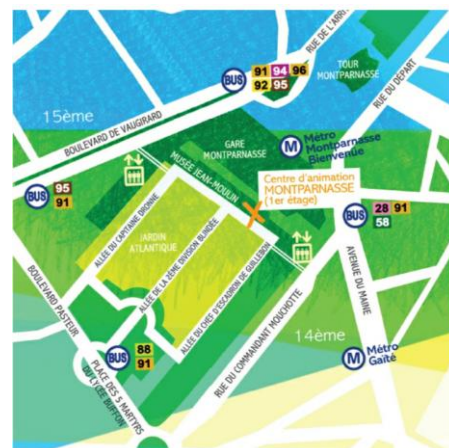 RUE DE L'ARRI
BUS 91 94 96
92 95
TOUR
MONTPARNASSE
RUE DU DÉPART
15ème
BOULEVARD DE VAUGIRARD
GARE
MONTPARNASSE
M Métro
Montparnasse
Bienvenue
MUSÉE JEAN-MOULIN
Centre d'animation
MONTPARNASSE
(1er étage)
BUS 95
91
BUS 28 91
58
ALLÉE DU CAPITAINE DRONNE
JARDIN
ATLANTIQUE
ALLÉE DE LA 2ÈME DIVISION BLINDÉE
ALLÉE DU CHEF D'ESCADRON DE GUILLEBON
BOULEVARD PASTEUR
AVENUE DU MAINE
RUE DU COMMANDANT MOUCHOTTE
14ème
BUS 88
91
M Métro
Gaîté
PLACE DES 5 MARTYRS
DU LYCÉE BUFFON